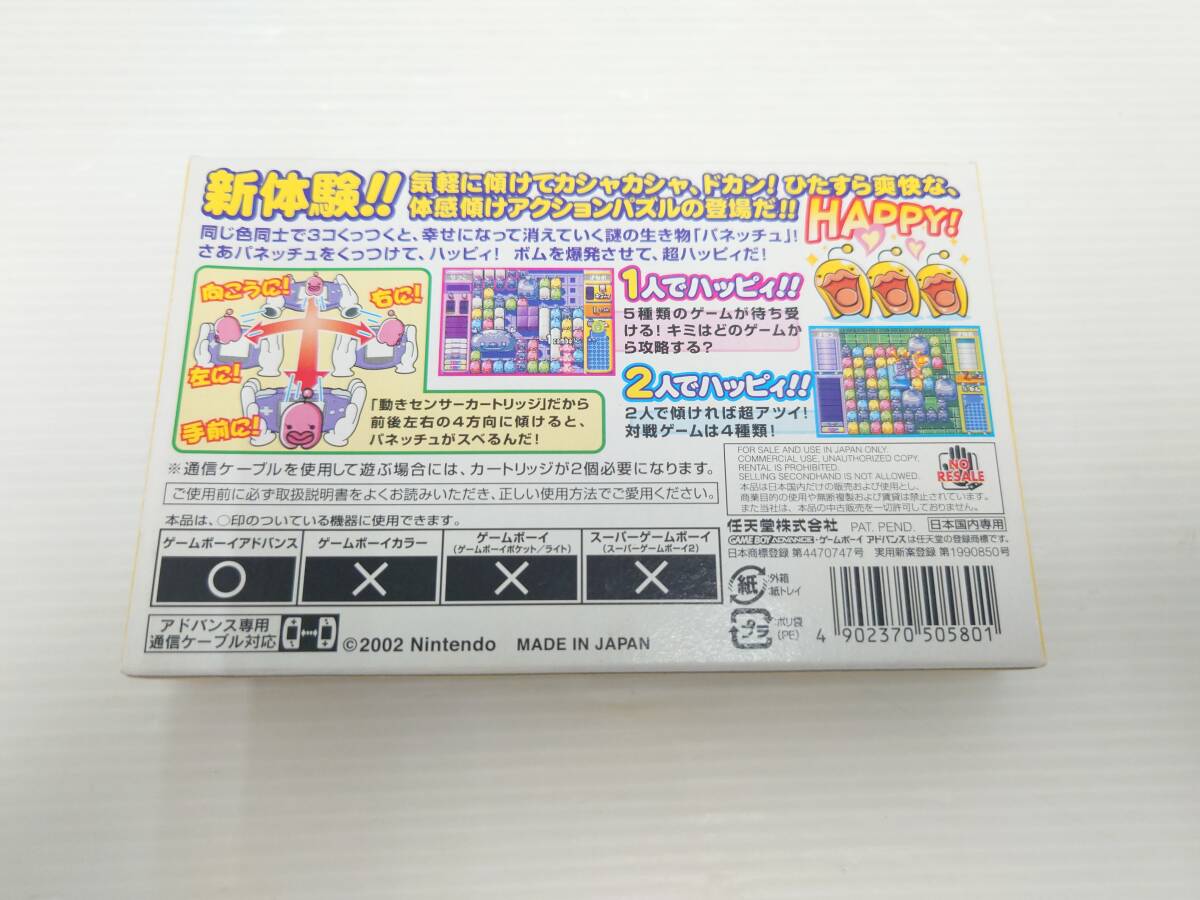 新体験!!
気軽に傾けてカシャカシャ、ドカン! ひたすら爽快な、
体感傾けアクションパズルの登場だ!!
HAPPY!
同じ色同士で3コくっつくと、幸せになって消えていく謎の生き物「パネッチュ」!
さあパネッチュをくっつけて、ハッピィ! ボムを爆発させて、超ハッピィだ!
向こうに!
右に!
左に!
手前に!
「動きセンサーカートリッジ」だから
前後左右の4方向に傾けると、
パネッチュがスベるんだ!
1人でハッピィ!!
5種類のゲームが待ち受
ける! キミはどのゲームか
ら攻略する?
2人でハッピィ!!
2人で傾ければ超アツイ!
対戦ゲームは4種類!
※通信ケーブルを使用して遊ぶ場合には、カートリッジが2個必要になります。
ご使用前に必ず取扱説明書をよくお読みいただき、正しい使用方法でご愛用ください。
FOR SALE AND USE IN JAPAN ONLY.
COMMERCIAL USE, UNAUTHORIZED COPY,
RENTAL IS PROHIBITED.
SELLING SECONDHAND IS NOT ALLOWED.
本品は日本国内だけの販売および使用とし、
商業目的の使用や無断複製および賃貸は禁止されています。
また当社は、本品の中古販売を一切許可しておりません。
NO
RESALE
本品は、○印のついている機器に使用できます。
ゲームボーイアドバンス
ゲームボーイカラー
ゲームボーイ
(ゲームボーイポケット/ライト)
スーパーゲームボーイ
(スーパーゲームボーイ2)
○
×
×
×
任天堂株式会社 PAT. PEND. 日本国内専用
GAME BOY ADVANCE・ゲームボーイ アドバンスは任天堂の登録商標です。
日本商標登録 第4470747号 実用新案登録 第1990850号
紙
外箱
紙トレイ
プラ
ポリ袋
(PE)
4 902370 505801
アドバンス専用
通信ケーブル対応
©2002 Nintendo MADE IN JAPAN